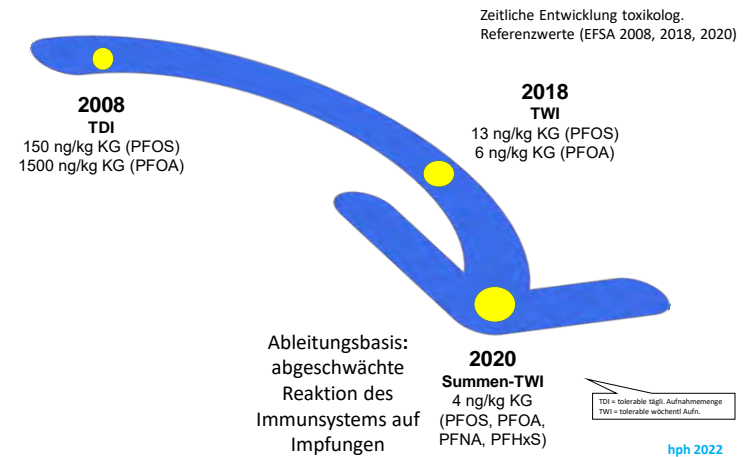 Zeitliche Entwicklung toxikolog.
Referenzwerte (EFSA 2008, 2018, 2020)
2008
TDI
150 ng/kg KG (PFOS)
1500 ng/kg KG (PFOA)
2018
TWI
13 ng/kg KG (PFOS)
6 ng/kg KG (PFOA)
Ableitungsbasis:
abgeschwächte
Reaktion des
Immunsystems auf
Impfungen
2020
Summen-TWI
4 ng/kg KG
(PFOS, PFOA,
PFNA, PFHxS)
TDI = tolerable tägli. Aufnahmemenge
TWI = tolerable wöchentl Aufn.
hph 2022